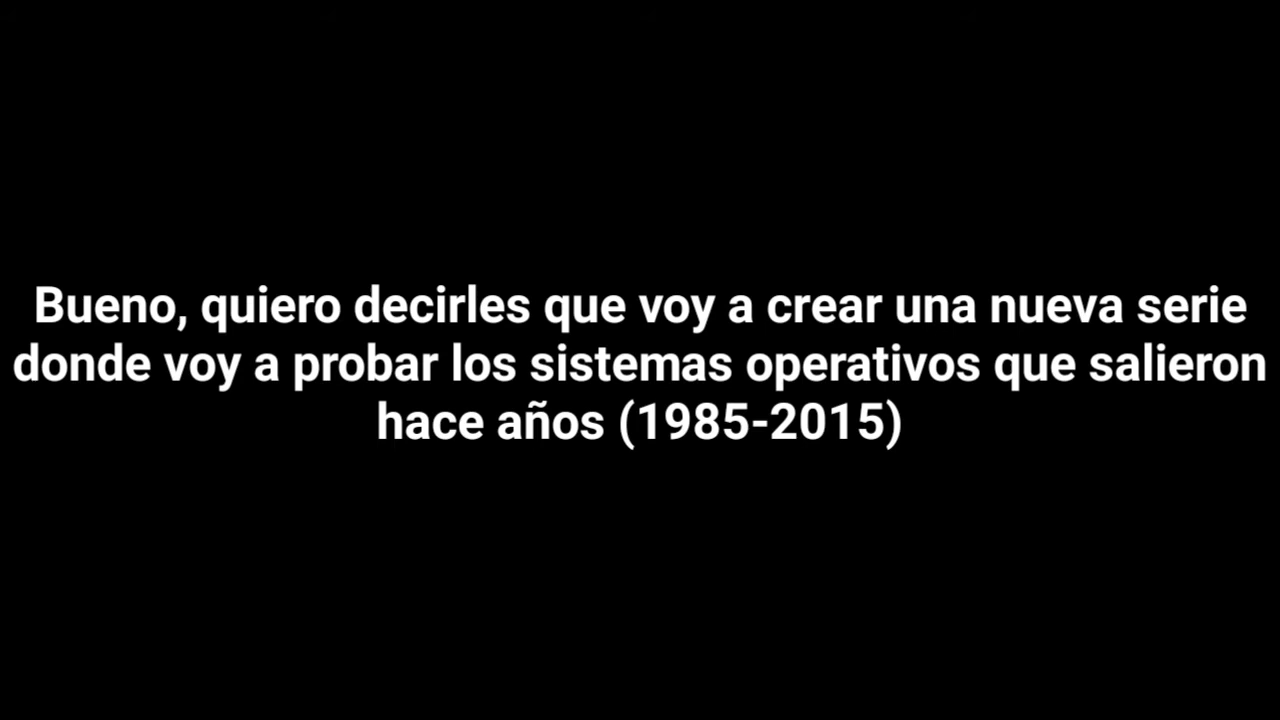 Bueno, quiero decirles que voy a crear una nueva serie
donde voy a probar los sistemas operativos que salieron
hace años (1985-2015)